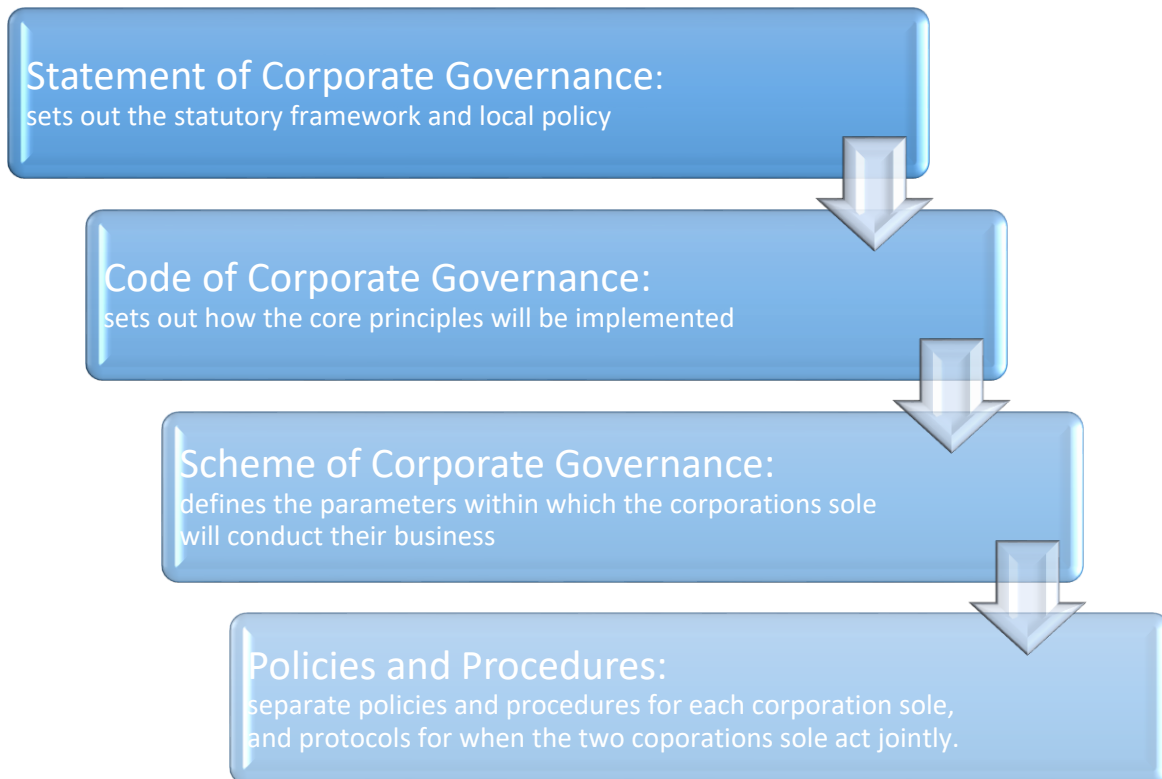 Statement of Corporate Governance:
sets out the statutory framework and local policy
Code of Corporate Governance:
sets out how the core principles will be implemented
Scheme of Corporate Governance:
defines the parameters within which the corporations sole
will conduct their business
Policies and Procedures:
separate policies and procedures for each corporation sole,
and protocols for when the two coporations sole act jointly.